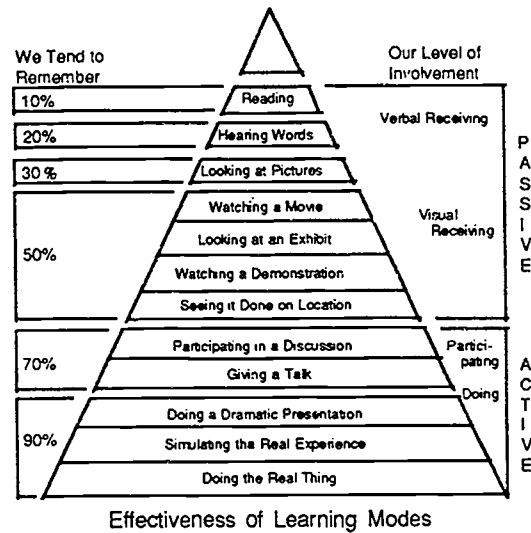 We Tend to
Remember
Our Level of
Involvement
10%
Reading
Verbal Receiving
20%
Hearing Words
30%
Looking at Pictures
50%
Watching a Movie
Looking at an Exhibit
Watching a Demonstration
Seeing it Done on Location
Visual
Receiving
PASSIVE
70%
Participating in a Discussion
Giving a Talk
Partici-
pating
Doing
90%
Doing a Dramatic Presentation
Simulating the Real Experience
Doing the Real Thing
ACTIVE
Effectiveness of Learning Modes